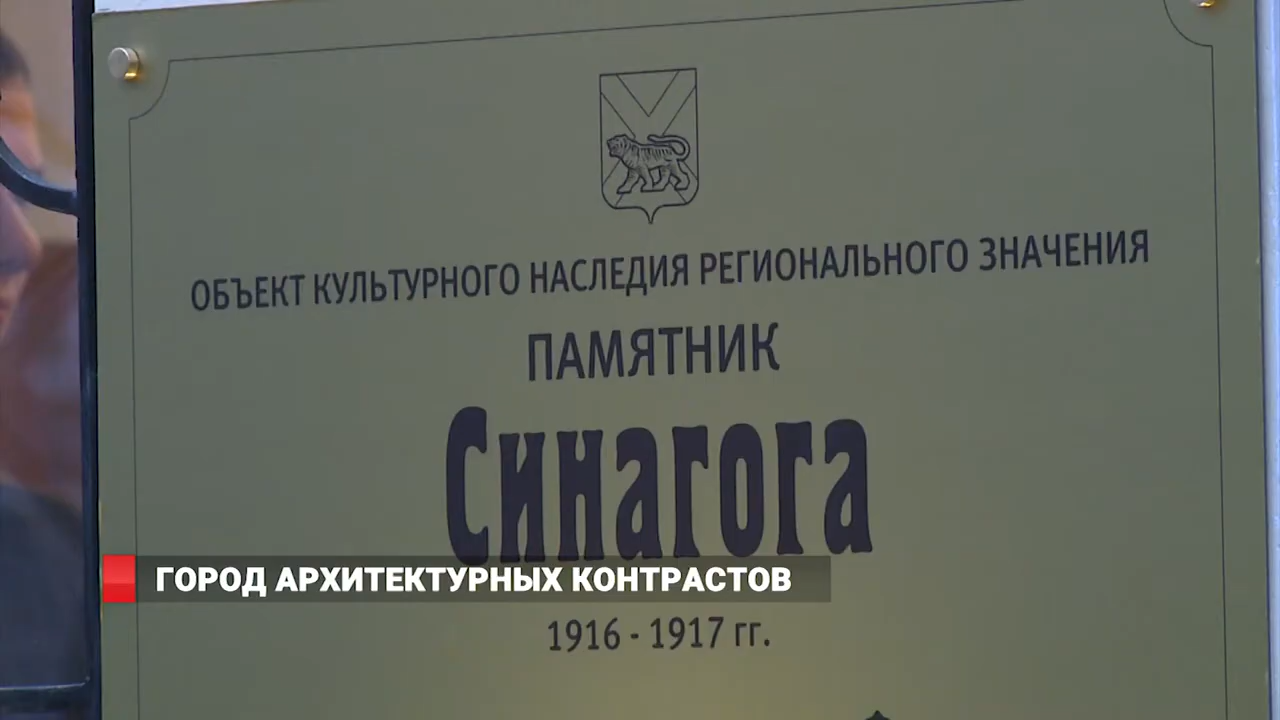 ОБЪЕКТ КУЛЬТУРНОГО НАСЛЕДИЯ РЕГИОНАЛЬНОГО ЗНАЧЕНИЯ
ПАМЯТНИК
Синагога
ГОРОД АРХИТЕКТУРНЫХ КОНТРАСТОВ
1916 - 1917 гг.